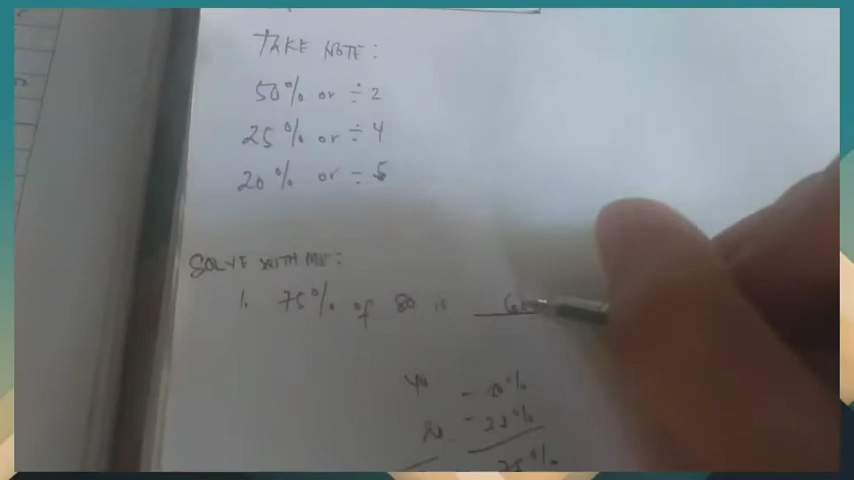 TAKE NOTE:
50% or ÷ 2
25% or ÷ 4
20% or ÷ 5
SOLVE WITH ME:
1. 75% of 80 is 60
40 - 50%
20 - 25%
75%